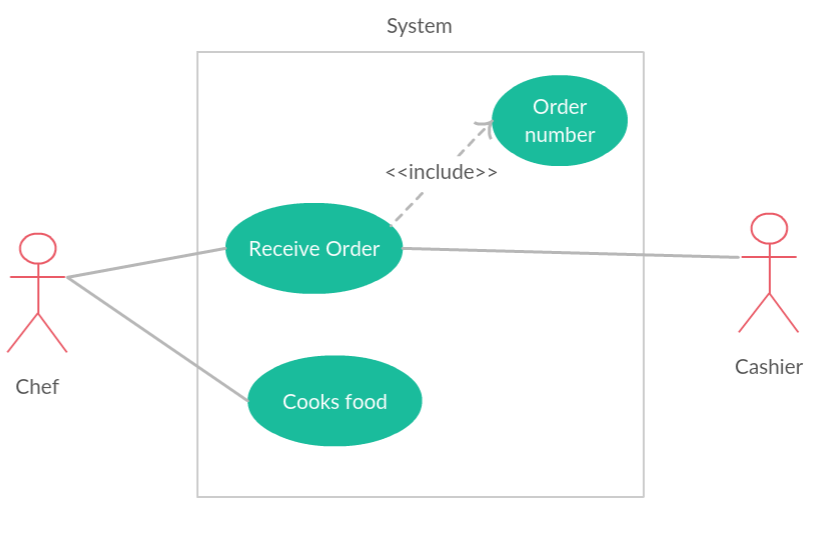 System
Order
number
<<include>>
Receive Order
Chef
Cashier
Cooks food